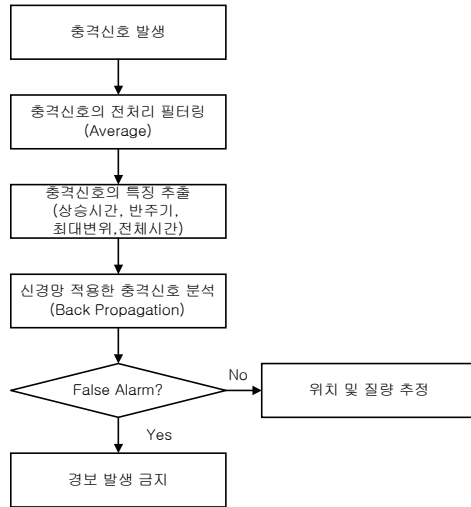 충격신호 발생
충격신호의 전처리 필터링
(Average)
충격신호의 특징 추출
(상승시간, 반주기,
최대변위,전체시간)
신경망 적용한 충격신호 분석
(Back Propagation)
False Alarm?
No
위치 및 질량 추정
Yes
경보 발생 금지